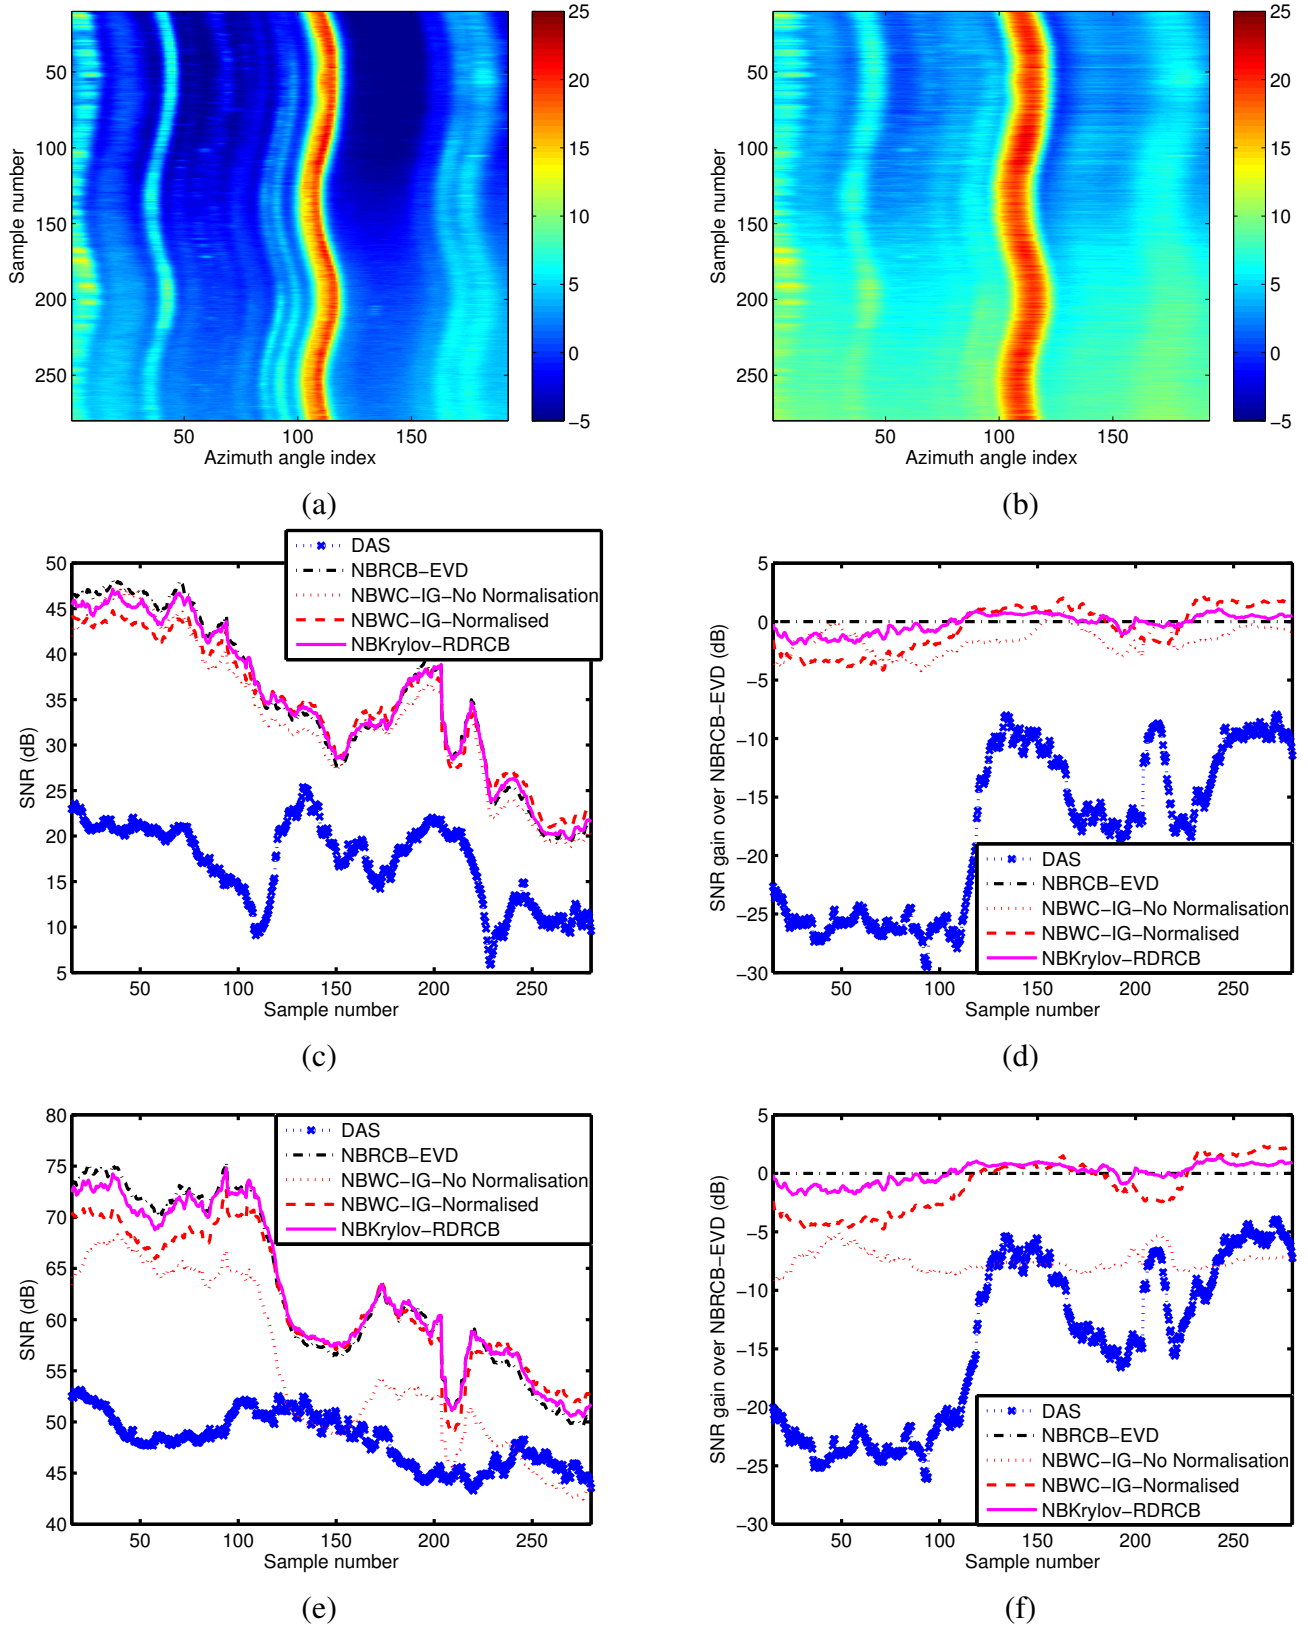 25
20
15
10
5
0
−5
50
100
150
200
250
Sample number
50
100
150
Azimuth angle index
(a)
25
20
15
10
5
0
−5
50
100
150
200
250
Sample number
50
100
150
Azimuth angle index
(b)
DAS
NBRCB−EVD
NBWC−IG−No Normalisation
NBWC−IG−Normalised
NBKrylov−RDRCB
50
45
40
35
30
25
20
15
10
5
SNR (dB)
50
100
150
200
250
Sample number
(c)
5
0
−5
−10
−15
−20
−25
−30
SNR gain over NBRCB−EVD (dB)
DAS
NBRCB−EVD
NBWC−IG−No Normalisation
NBWC−IG−Normalised
NBKrylov−RDRCB
50
100
150
200
250
Sample number
(d)
80
75
70
65
60
55
50
45
40
SNR (dB)
DAS
NBRCB−EVD
NBWC−IG−No Normalisation
NBWC−IG−Normalised
NBKrylov−RDRCB
50
100
150
200
250
Sample number
(e)
5
0
−5
−10
−15
−20
−25
−30
SNR gain over NBRCB−EVD (dB)
DAS
NBRCB−EVD
NBWC−IG−No Normalisation
NBWC−IG−Normalised
NBKrylov−RDRCB
50
100
150
200
250
Sample number
(f)